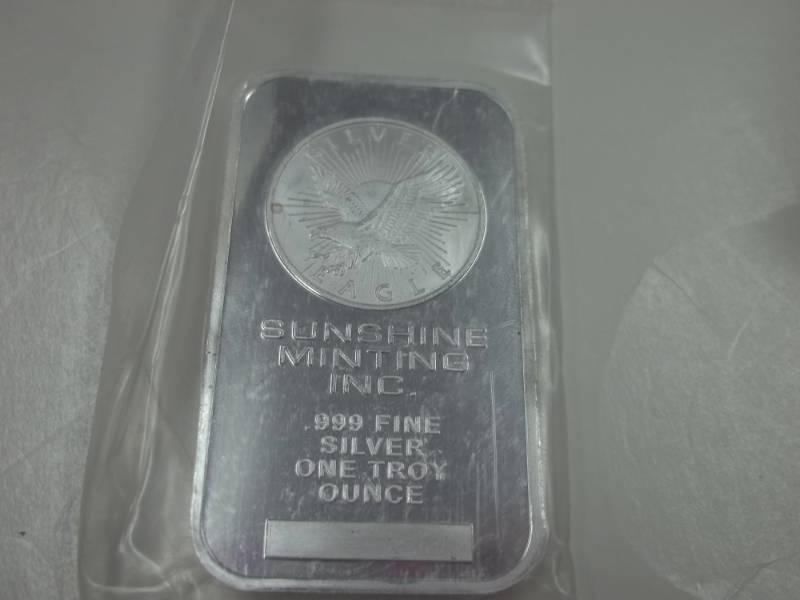 SILVER
EAGLE
SUNSHINE
MINTING
INC.
.999 FINE
SILVER
ONE TROY
OUNCE